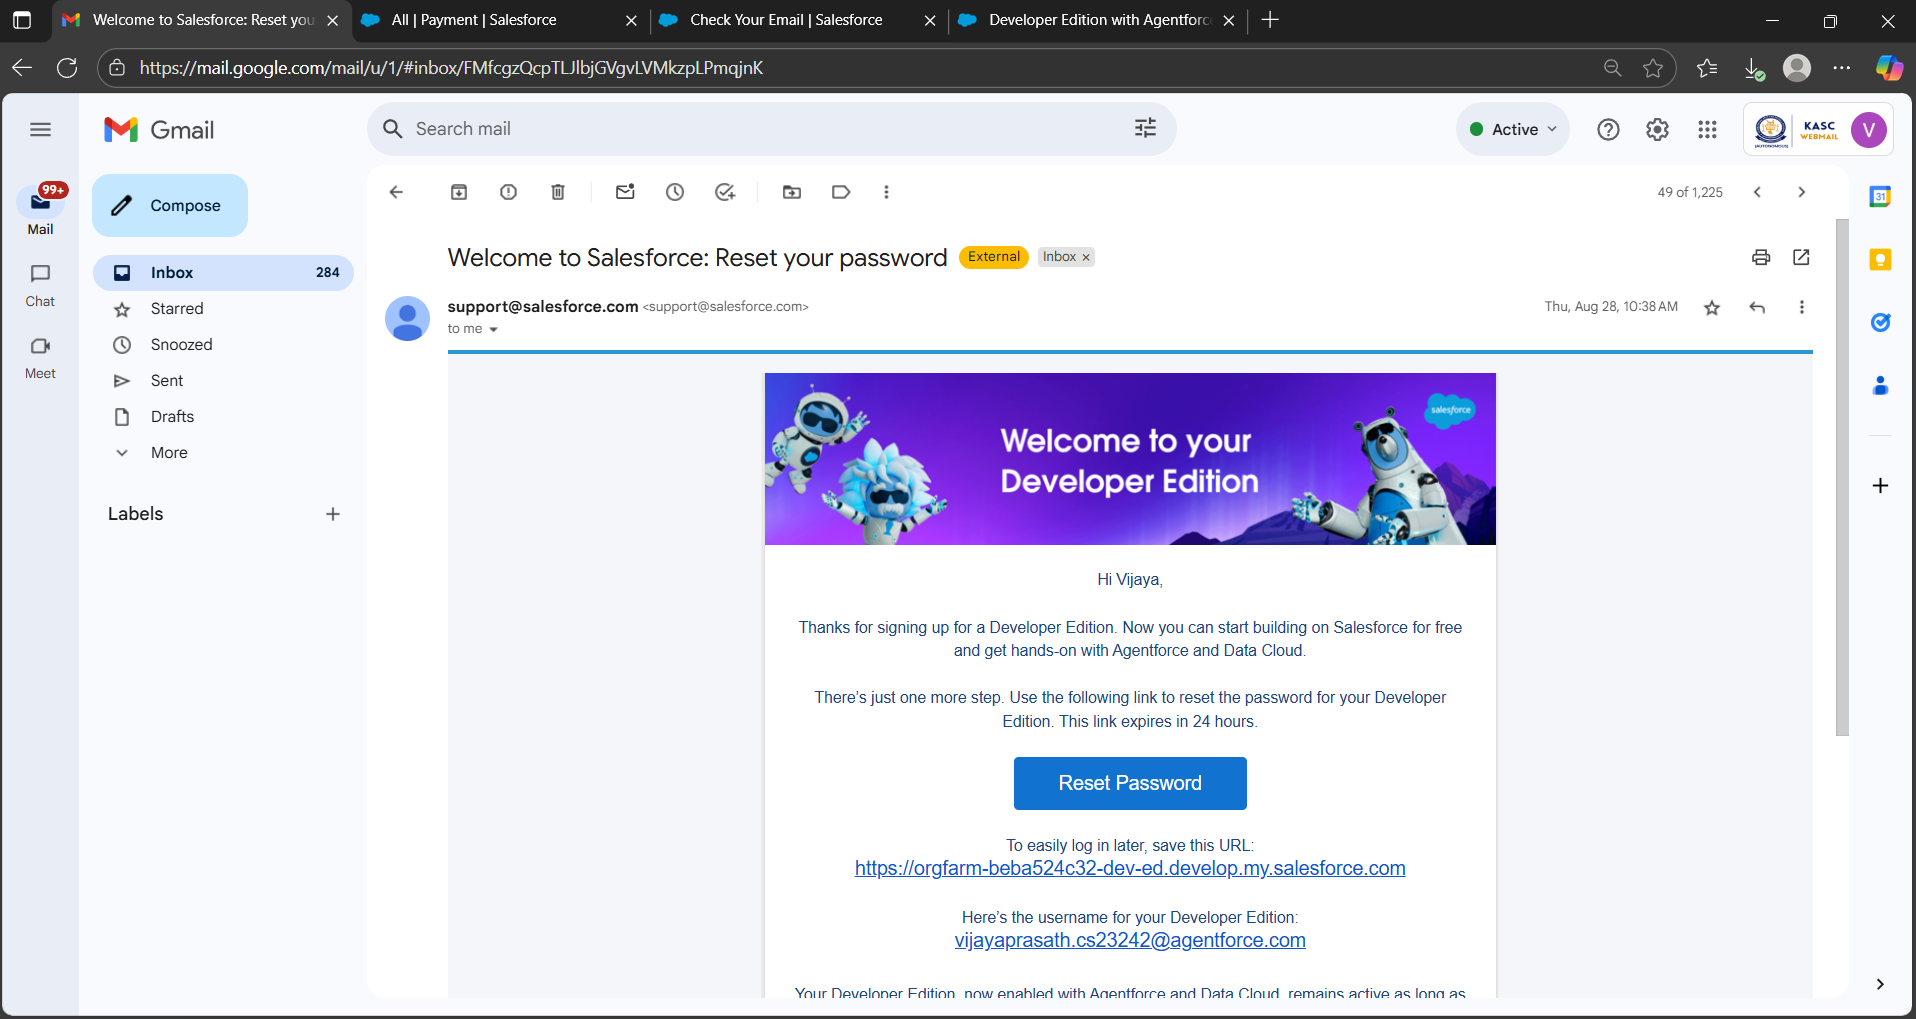 Welcome to Salesforce: Reset you
All | Payment | Salesforce
Check Your Email | Salesforce
Developer Edition with Agentforc
https://mail.google.com/mail/u/1/#inbox/FMfcgzQcpTLJlbjGVgvLVMkzpLPmqjnK
Gmail
Search mail
Active
KASC
WEBMAIL
V
99+
Mail
Chat
Meet
Compose
Inbox 284
Starred
Snoozed
Sent
Drafts
More
Labels
49 of 1,225
31
Welcome to Salesforce: Reset your password External Inbox ×
support@salesforce.com <support@salesforce.com> Thu, Aug 28, 10:38 AM
to me
salesforce
Welcome to your
Developer Edition
Hi Vijaya,
Thanks for signing up for a Developer Edition. Now you can start building on Salesforce for free
and get hands-on with Agentforce and Data Cloud.
There's just one more step. Use the following link to reset the password for your Developer
Edition. This link expires in 24 hours.
Reset Password
To easily log in later, save this URL:
https://orgfarm-beba524c32-dev-ed.develop.my.salesforce.com
Here's the username for your Developer Edition:
vijayaprasath.cs23242@agentforce.com
Your Developer Edition, now enabled with Agentforce and Data Cloud, remains active as long as